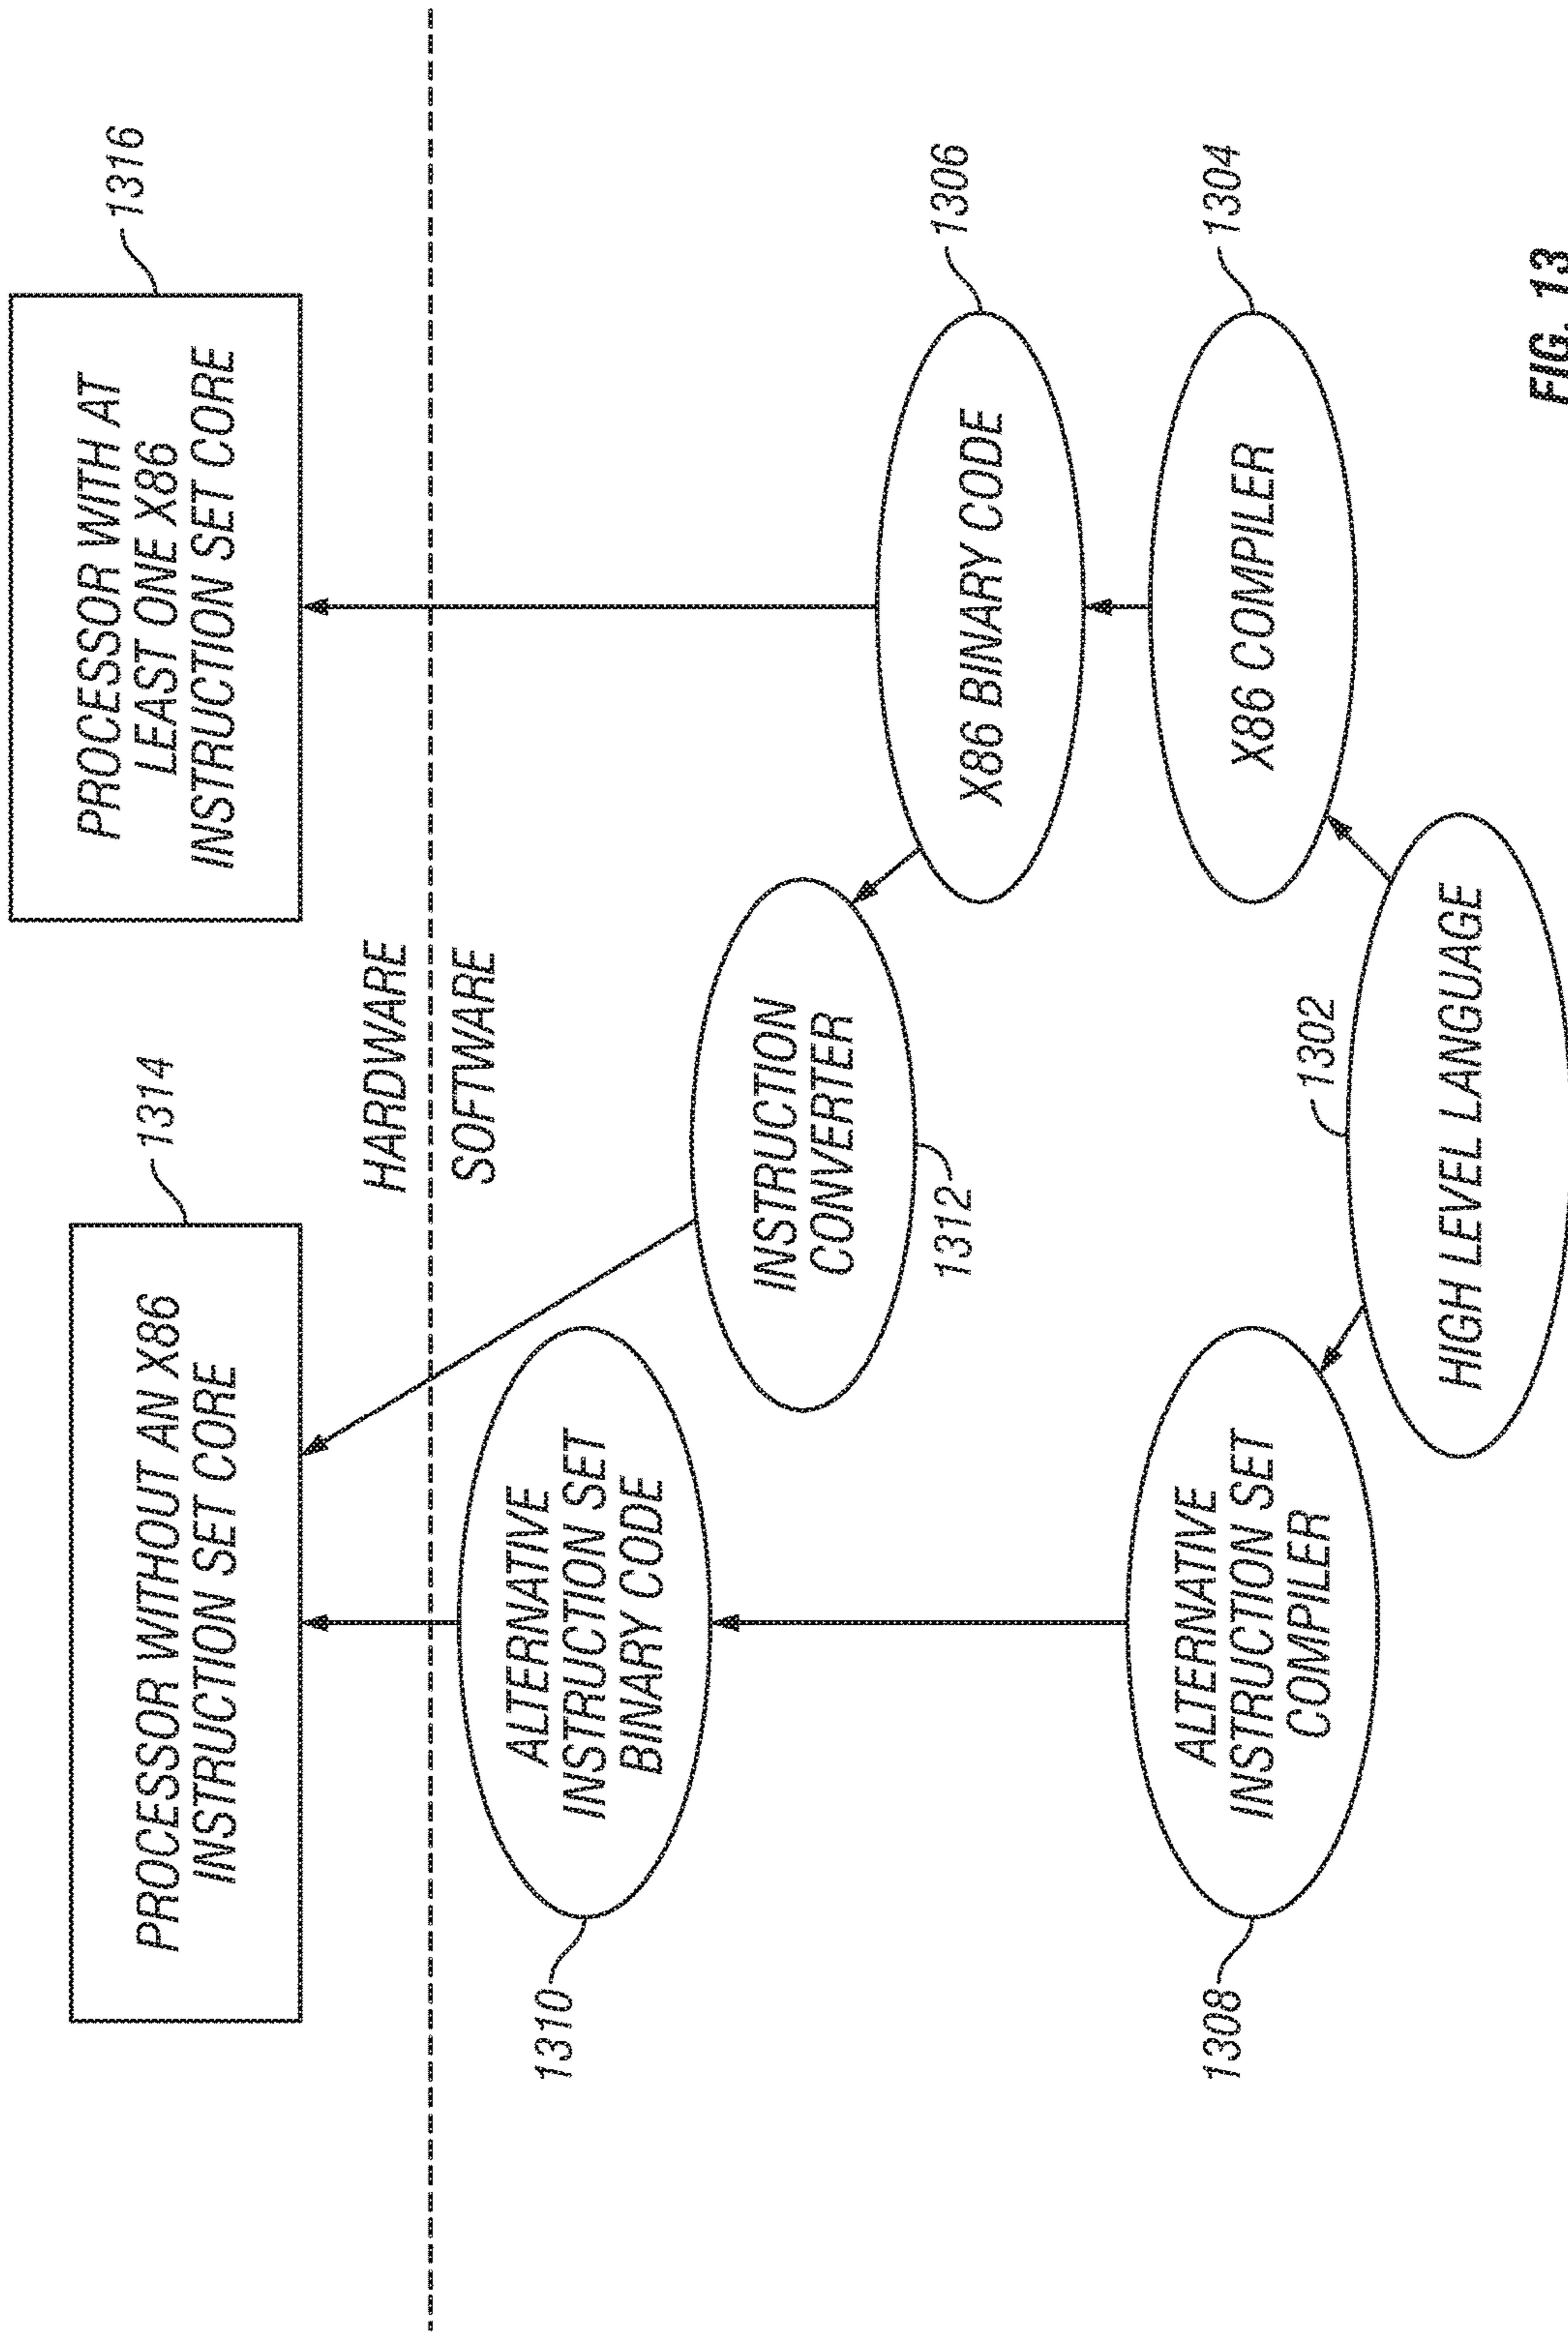 PROCESSOR WITHOUT AN X86
INSTRUCTION SET CORE
1314
PROCESSOR WITH AT
LEAST ONE X86
INSTRUCTION SET CORE
1316
HARDWARE
SOFTWARE
1310
ALTERNATIVE
INSTRUCTION SET
BINARY CODE
INSTRUCTION
CONVERTER
1312
X86 BINARY CODE
1306
1308
ALTERNATIVE
INSTRUCTION SET
COMPILER
X86 COMPILER
1304
1302
HIGH LEVEL LANGUAGE
FIG. 13